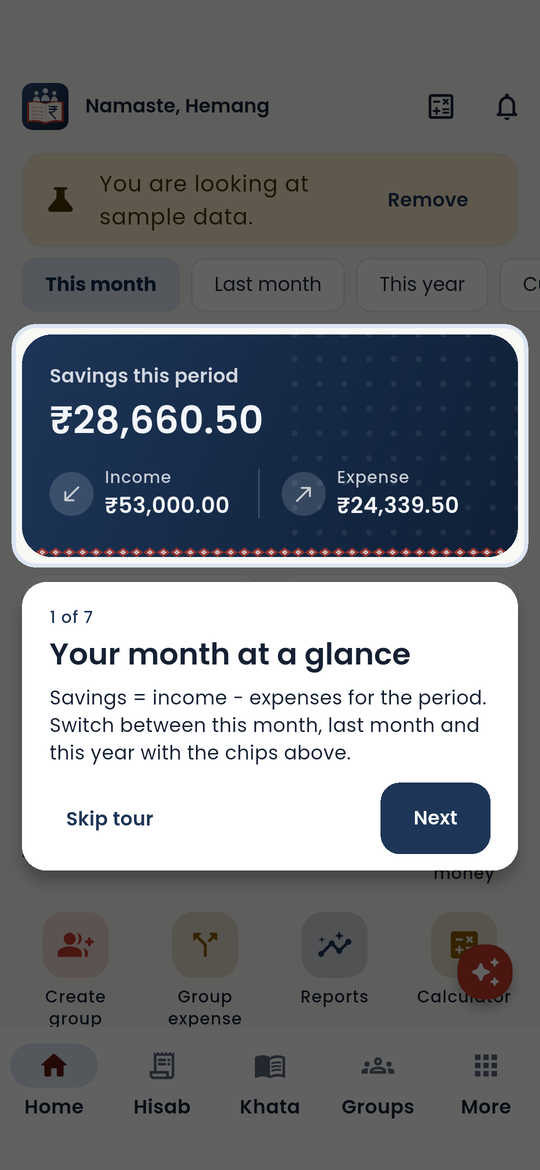 Namaste, Hemang
You are looking at
sample data.
Remove
This month
Last month
This year
Savings this period
₹28,660.50
Income
₹53,000.00
Expense
₹24,339.50
1 of 7
Your month at a glance
Savings = income - expenses for the period.
Switch between this month, last month and
this year with the chips above.
Skip tour
Next
money
Create
group
Group
expense
Reports
Calculator
Home
Hisab
Khata
Groups
More